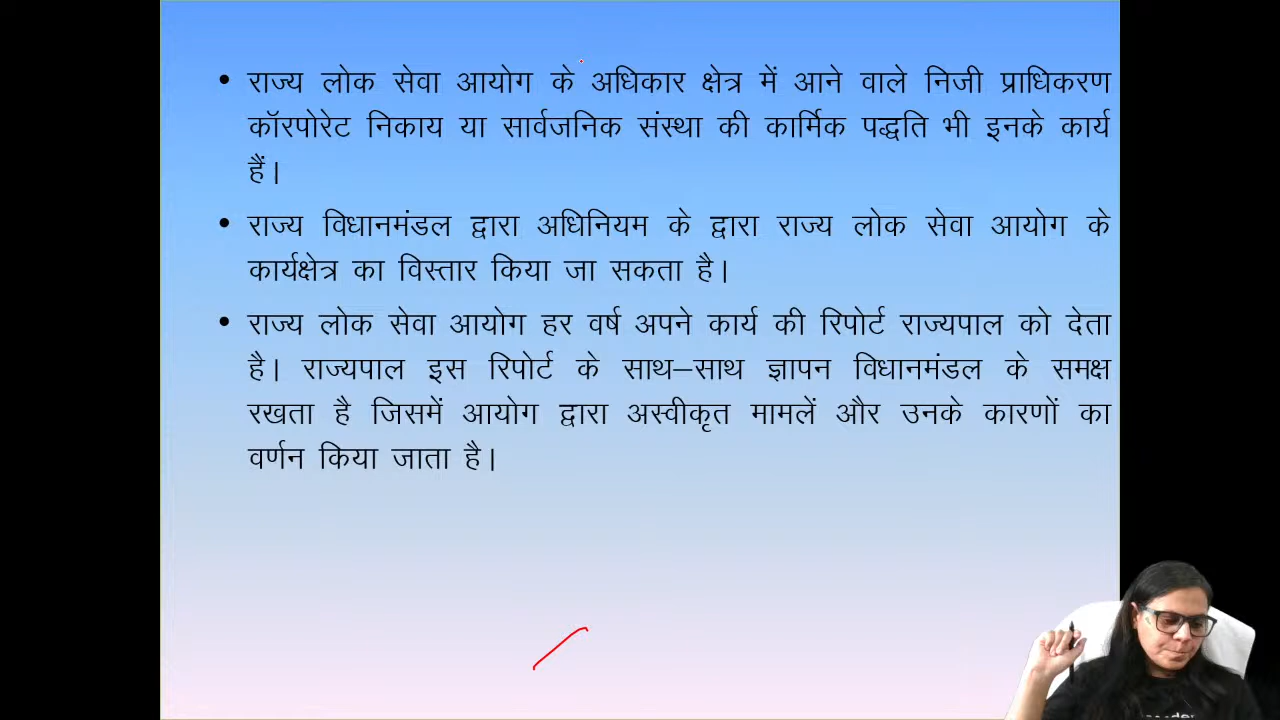 • राज्य लोक सेवा आयोग के अधिकार क्षेत्र में आने वाले निजी प्राधिकरण
कॉरपोरेट निकाय या सार्वजनिक संस्था की कार्मिक पद्धति भी इनके कार्य
हैं।
• राज्य विधानमंडल द्वारा अधिनियम के द्वारा राज्य लोक सेवा आयोग के
कार्यक्षेत्र का विस्तार किया जा सकता है।
• राज्य लोक सेवा आयोग हर वर्ष अपने कार्य की रिपोर्ट राज्यपाल को देता
है। राज्यपाल इस रिपोर्ट के साथ–साथ ज्ञापन विधानमंडल के समक्ष
रखता है जिसमें आयोग द्वारा अस्वीकृत मामलें और उनके कारणों का
वर्णन किया जाता है।